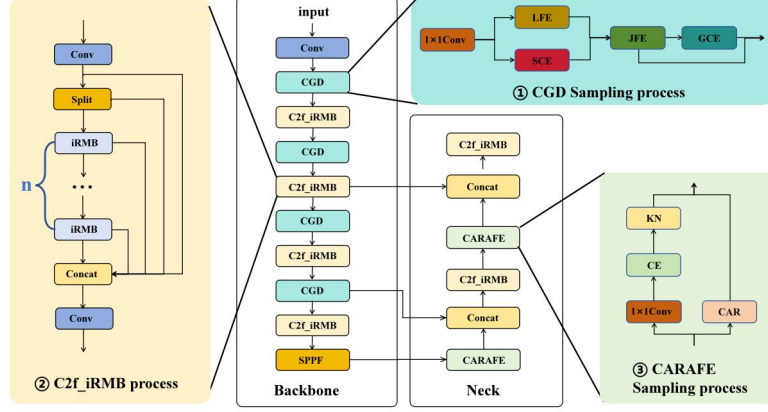 Conv
Split
iRMB
...
n
iRMB
Concat
Conv
② C2f_iRMB process
input
Conv
CGD
C2f_iRMB
CGD
C2f_iRMB
CGD
C2f_iRMB
CGD
C2f_iRMB
SPPF
Backbone
C2f_iRMB
Concat
CARAFE
C2f_iRMB
Concat
CARAFE
Neck
1×1Conv
LFE
SCE
JFE
GCE
① CGD Sampling process
KN
CE
1×1Conv
CAR
③ CARAFE
Sampling process